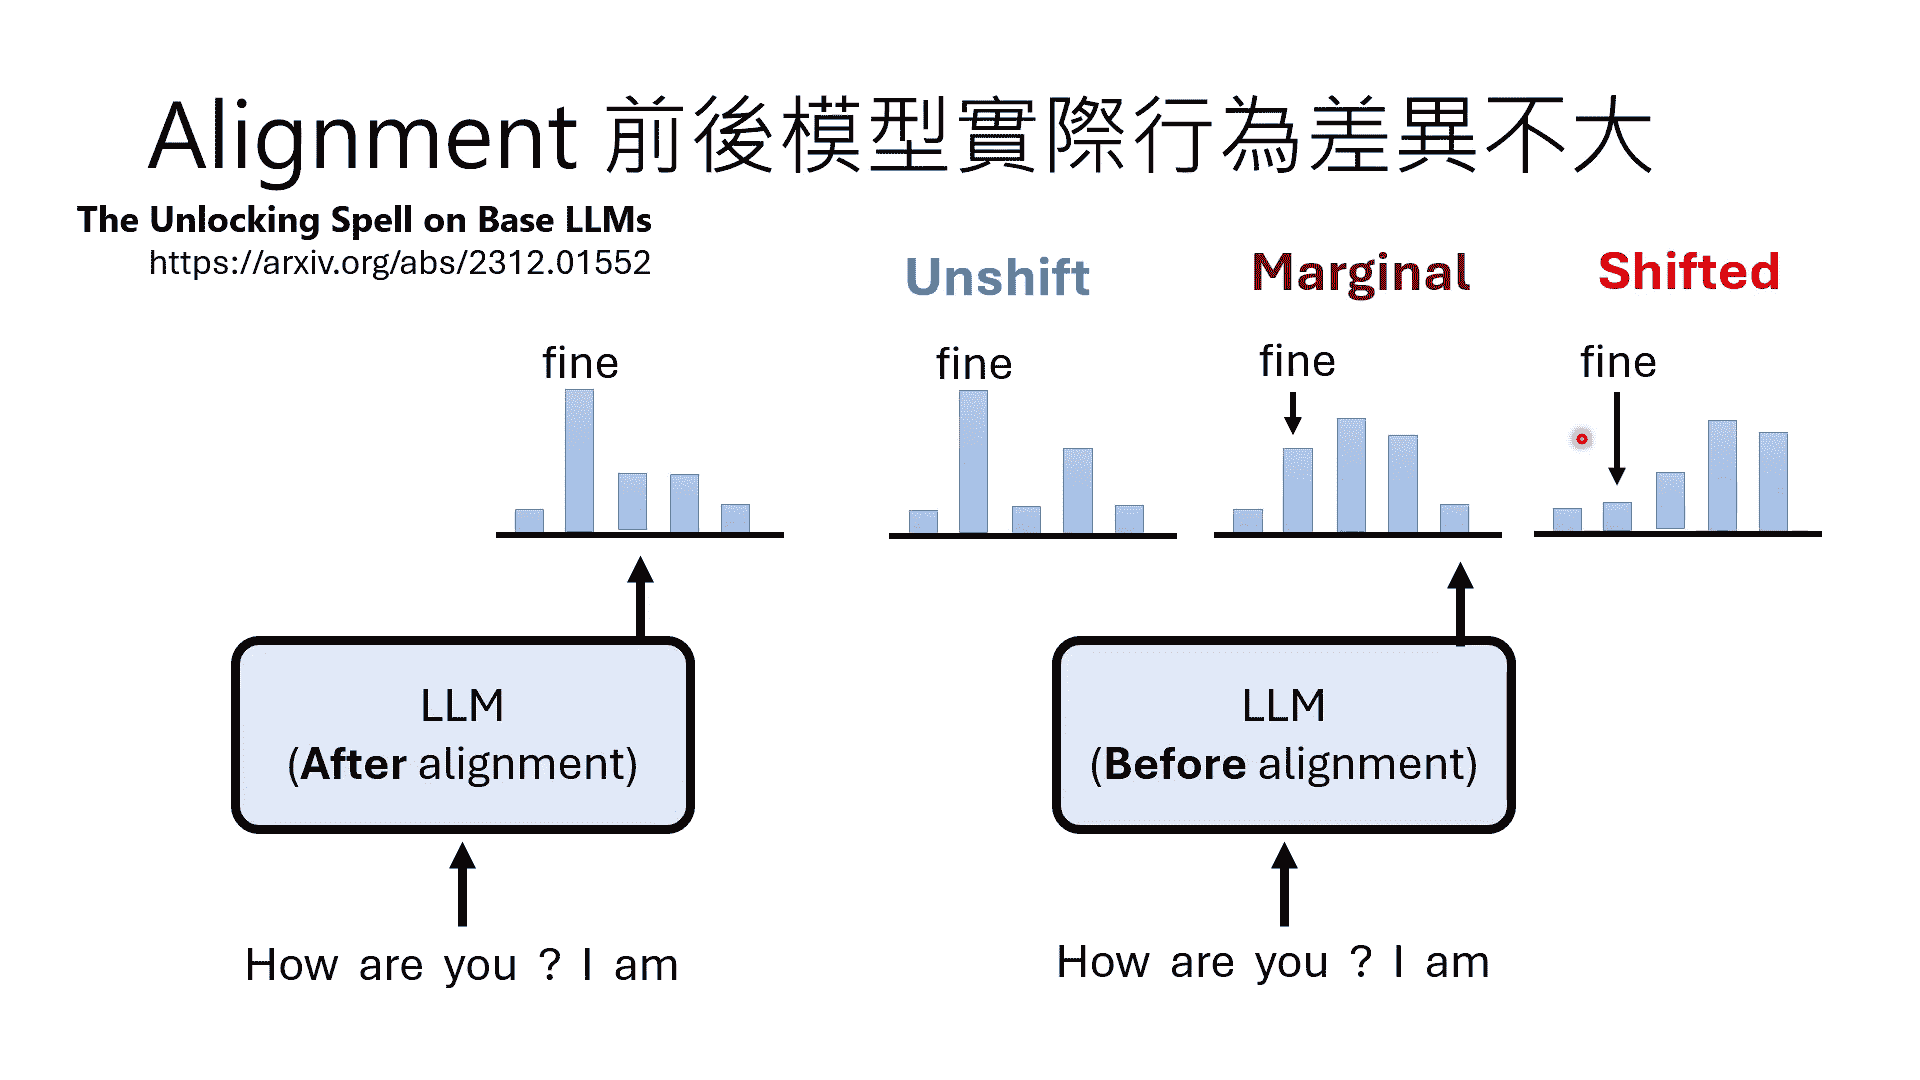 Alignment 前後模型實際行為差異不大
The Unlocking Spell on Base LLMs
https://arxiv.org/abs/2312.01552
Unshift
Marginal
Shifted
fine
fine
fine
fine
LLM
(After alignment)
LLM
(Before alignment)
How are you ? I am
How are you ? I am